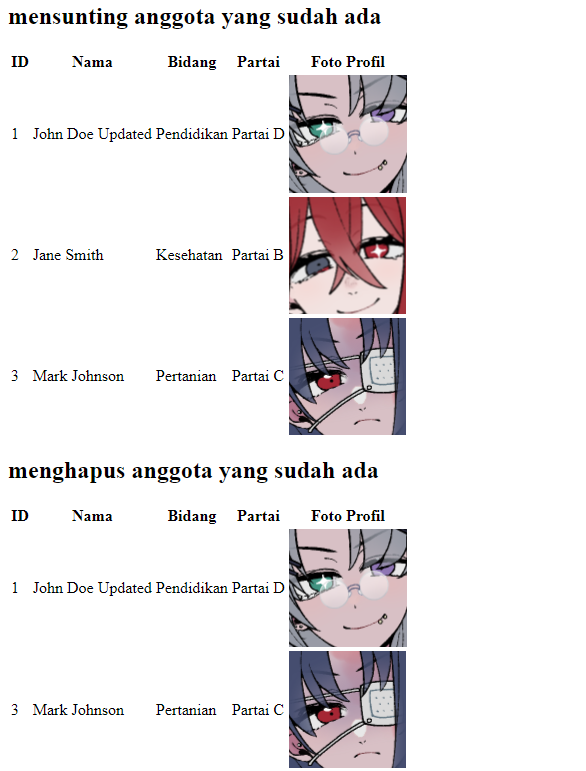 mensunting anggota yang sudah ada
ID Nama Bidang Partai Foto Profil
1 John Doe Updated Pendidikan Partai D
2 Jane Smith Kesehatan Partai B
3 Mark Johnson Pertanian Partai C
menghapus anggota yang sudah ada
ID Nama Bidang Partai Foto Profil
1 John Doe Updated Pendidikan Partai D
3 Mark Johnson Pertanian Partai C